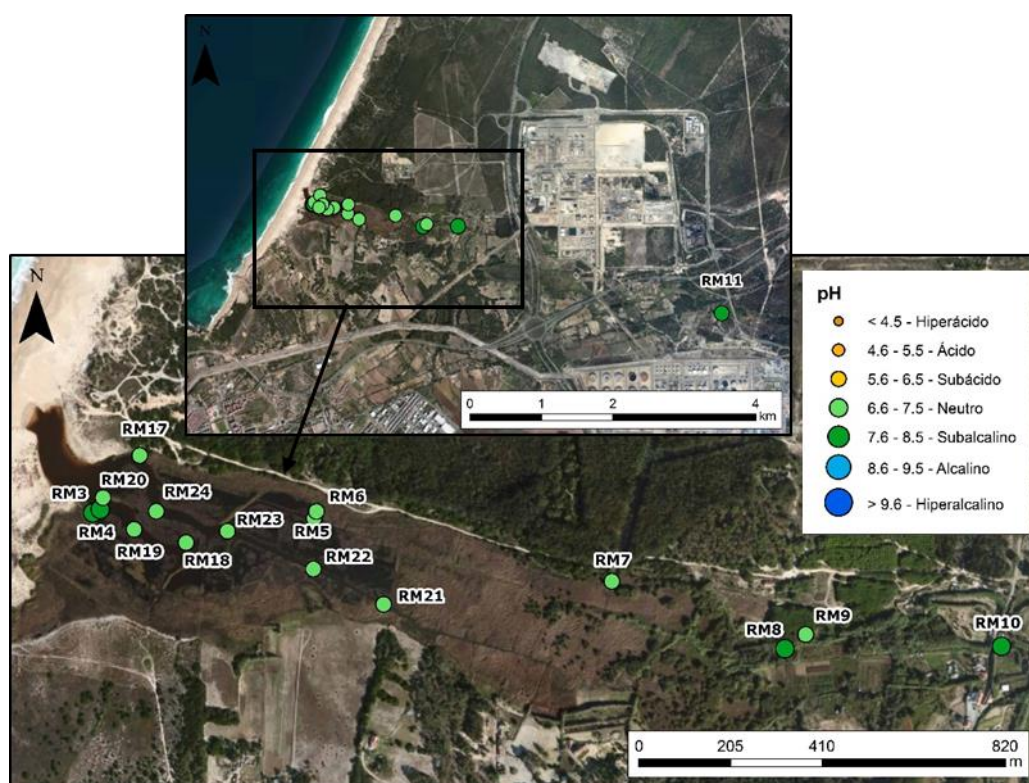 N
RM11
0 1 2 4
km
N
pH
< 4.5 - Hiperácido
4.6 - 5.5 - Ácido
5.6 - 6.5 - Subácido
6.6 - 7.5 - Neutro
7.6 - 8.5 - Subalcalino
8.6 - 9.5 - Alcalino
> 9.6 - Hiperalcalino
RM17
RM20
RM3
RM24
RM6
RM4
RM23
RM5
RM19
RM18
RM22
RM7
RM21
RM9
RM8
RM10
0 205 410 820
m